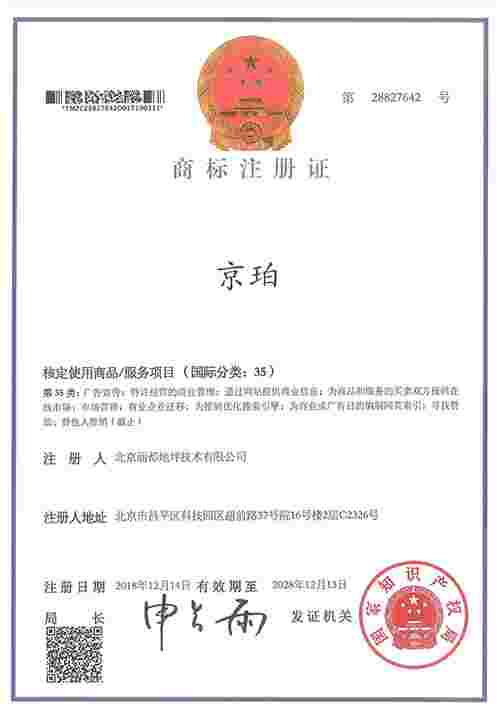 第 28827642 号
商标注册证
京珀
核定使用商品/服务项目（国际分类：35）
第35类：广告宣传；特许经营的商业管理；通过网站提供商业信息；为商品和服务的买卖双方提供在
线市场；市场营销；商业企业迁移；为推销优化搜索引擎；为商业或广告目的编制网页索引；寻找赞
助；替他人推销（截止）
注 册 人 北京丽都地坪技术有限公司
注册人地址 北京市昌平区科技园区超前路37号院16号楼2层C2326号
注册日期 2018年12月14日 有效期至 2028年12月13日
局 长 申长雨 发证机关
国家知识产权局